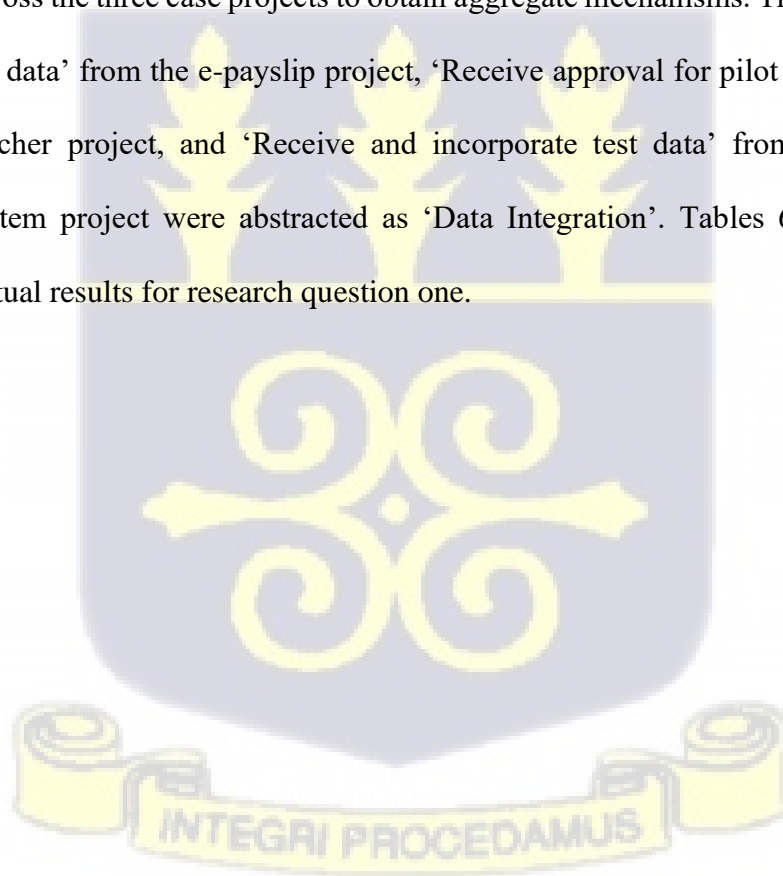 oss the three case projects to obtain aggregate mechanisms.
data’ from the e-payslip project, ‘Receive approval for pilot
cher project, and ‘Receive and incorporate test data’ from
tem project were abstracted as ‘Data Integration’. Tables
tual results for research question one.
INTEGRI PROCEDAMUS